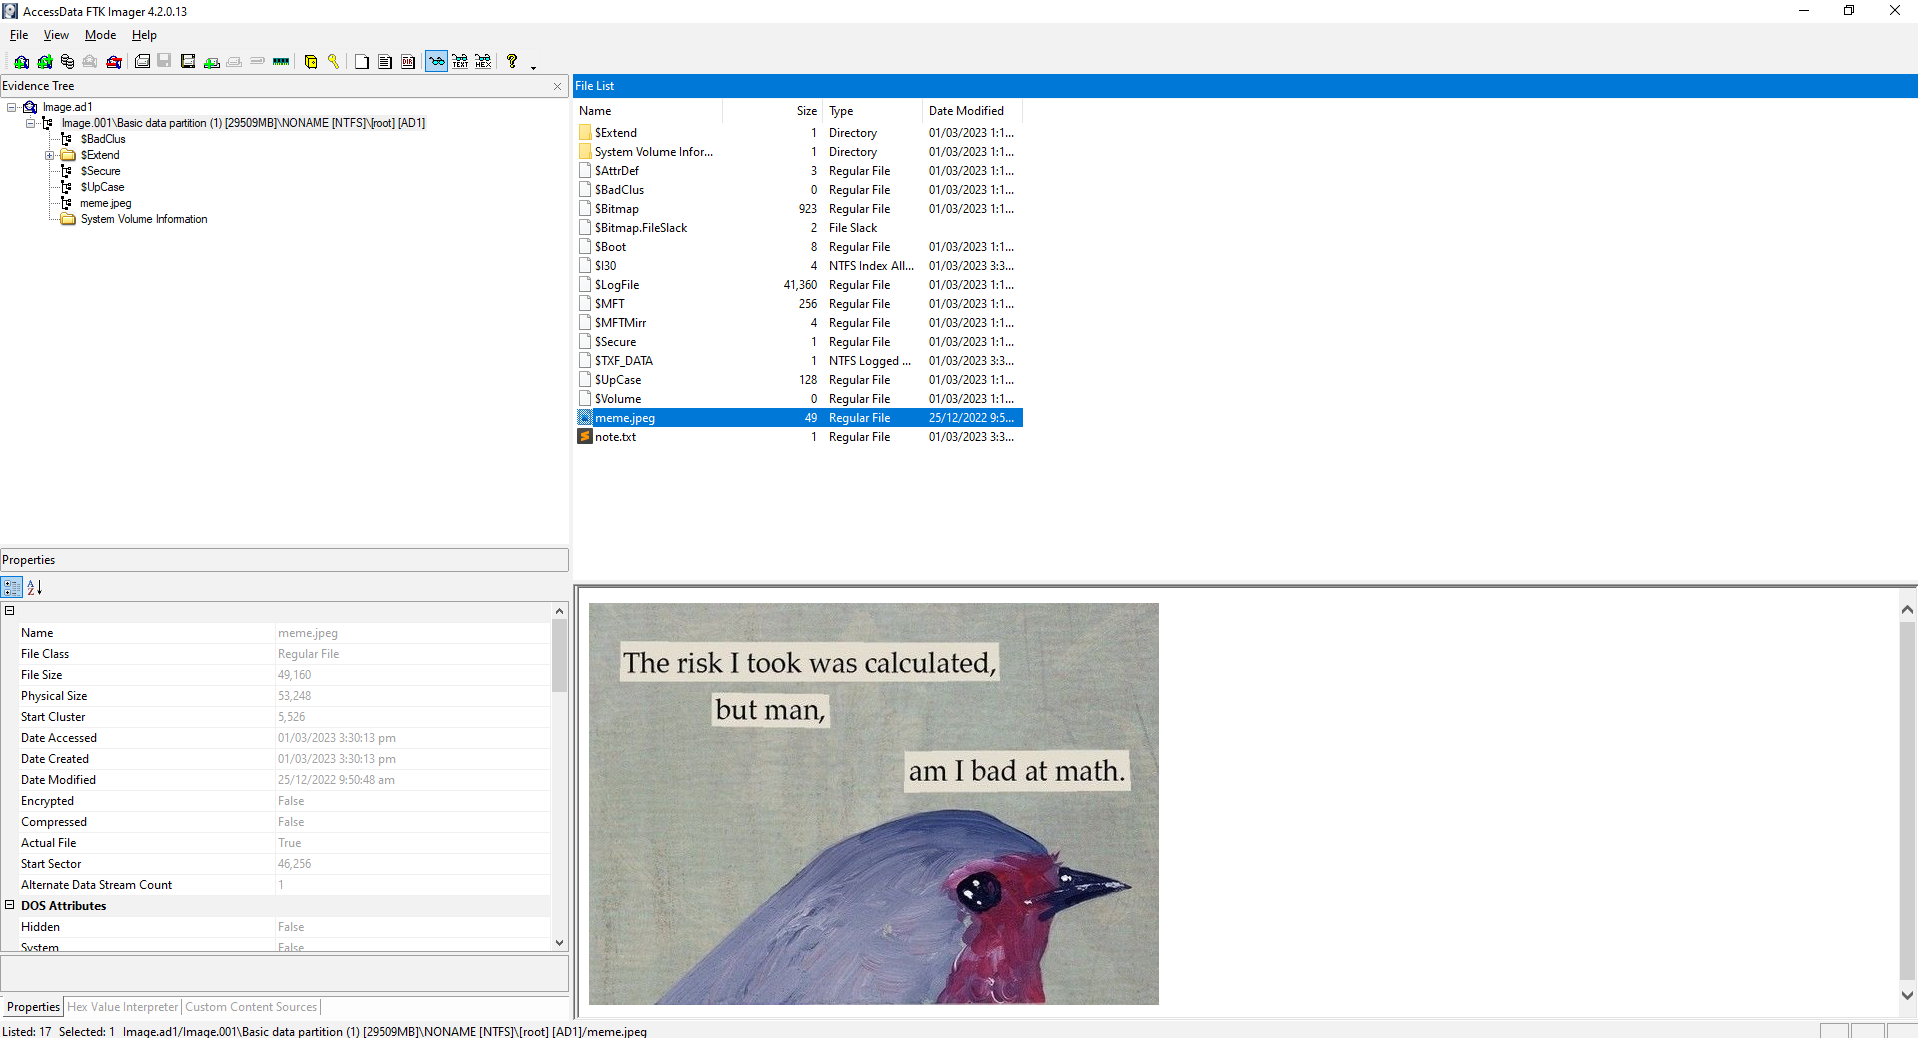 AccessData FTK Imager 4.2.0.13
File View Mode Help
Evidence Tree
Image.ad1
Image.001\Basic data partition (1) [29509MB]\NONAME [NTFS]\[root] [AD1]
$BadClus
$Extend
$Secure
$UpCase
meme.jpeg
System Volume Information
File List
Name Size Type Date Modified
$Extend 1 Directory 01/03/2023 1:1...
System Volume Infor... 1 Directory 01/03/2023 1:1...
$AttrDef 3 Regular File 01/03/2023 1:1...
$BadClus 0 Regular File 01/03/2023 1:1...
$Bitmap 923 Regular File 01/03/2023 1:1...
$Bitmap.FileSlack 2 File Slack
$Boot 8 Regular File 01/03/2023 1:1...
$I30 4 NTFS Index All... 01/03/2023 3:3...
$LogFile 41,360 Regular File 01/03/2023 1:1...
$MFT 256 Regular File 01/03/2023 1:1...
$MFTMirr 4 Regular File 01/03/2023 1:1...
$Secure 1 Regular File 01/03/2023 1:1...
$TXF_DATA 1 NTFS Logged ... 01/03/2023 3:3...
$UpCase 128 Regular File 01/03/2023 1:1...
$Volume 0 Regular File 01/03/2023 1:1...
meme.jpeg 49 Regular File 25/12/2022 9:5...
note.txt 1 Regular File 01/03/2023 3:3...
Properties
Name meme.jpeg
File Class Regular File
File Size 49,160
Physical Size 53,248
Start Cluster 5,526
Date Accessed 01/03/2023 3:30:13 pm
Date Created 01/03/2023 3:30:13 pm
Date Modified 25/12/2022 9:50:48 am
Encrypted False
Compressed False
Actual File True
Start Sector 46,256
Alternate Data Stream Count 1
DOS Attributes
Hidden False
System False
Properties Hex Value Interpreter Custom Content Sources
The risk I took was calculated,
but man,
am I bad at math.
Listed: 17 Selected: 1 Image.ad1/Image.001\Basic data partition (1) [29509MB]\NONAME [NTFS]\[root] [AD1]/meme.jpeg